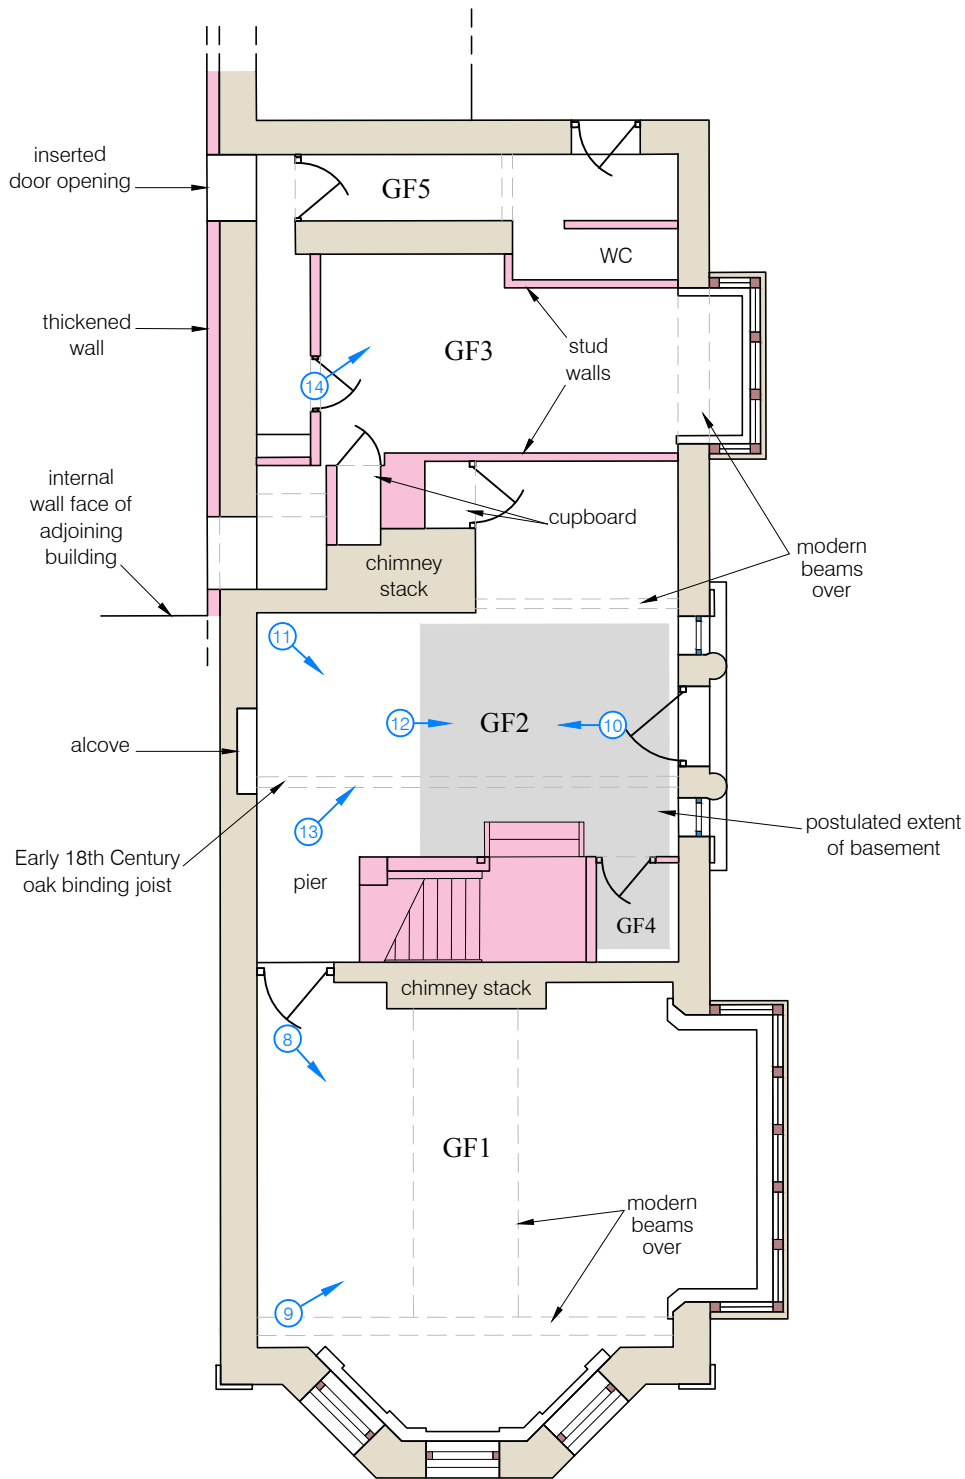 inserted
door opening
GF5
WC
thickened
wall
GF3
stud
walls
14
internal
wall face of
adjoining
building
cupboard
chimney
stack
modern
beams
over
11
12
GF2
10
alcove
13
postulated extent
of basement
Early 18th Century
oak binding joist
pier
GF4
chimney stack
8
GF1
modern
beams
over
9